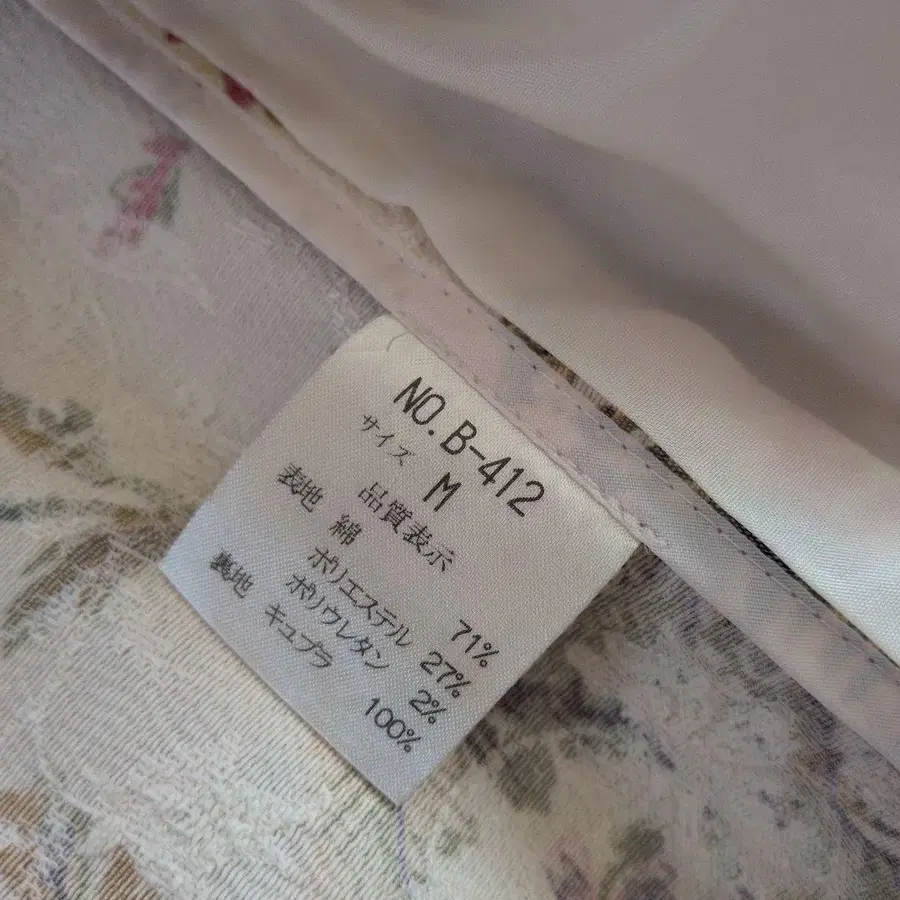 NO. B-412
サイズ M
品質表示
表地 綿 71%
ポリエステル 27%
ポリウレタン 2%
裏地 キュプラ 100%